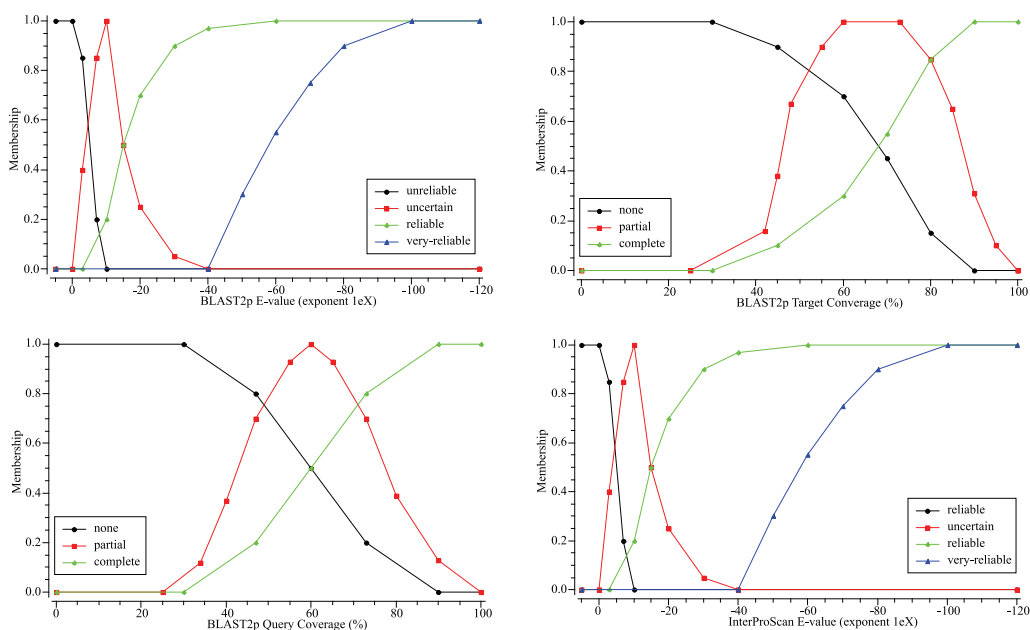 1.0
0.8
0.6
0.4
0.2
0.0
Membership
unreliable
uncertain
reliable
very-reliable
0 -20 -40 -60 -80 -100 -120
BLAST2p E-value (exponent 1eX)
1.0
0.8
0.6
0.4
0.2
0.0
Membership
none
partial
complete
0 20 40 60 80 100
BLAST2p Target Converage (%)
1.0
0.8
0.6
0.4
0.2
0.0
Membership
none
partial
complete
0 20 40 60 80 100
BLAST2p Query Coverage (%)
1.0
0.8
0.6
0.4
0.2
0.0
Membership
reliable
uncertain
reliable
very-reliable
0 -20 -40 -60 -80 -100 -120
InterProScan E-value (exponent 1eX)